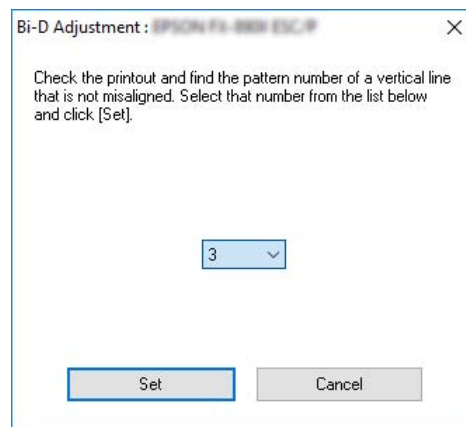 Bi-D Adjustment :
Check the printout and find the pattern number of a vertical line
that is not misaligned. Select that number from the list below
and click [Set].
3
Set Cancel